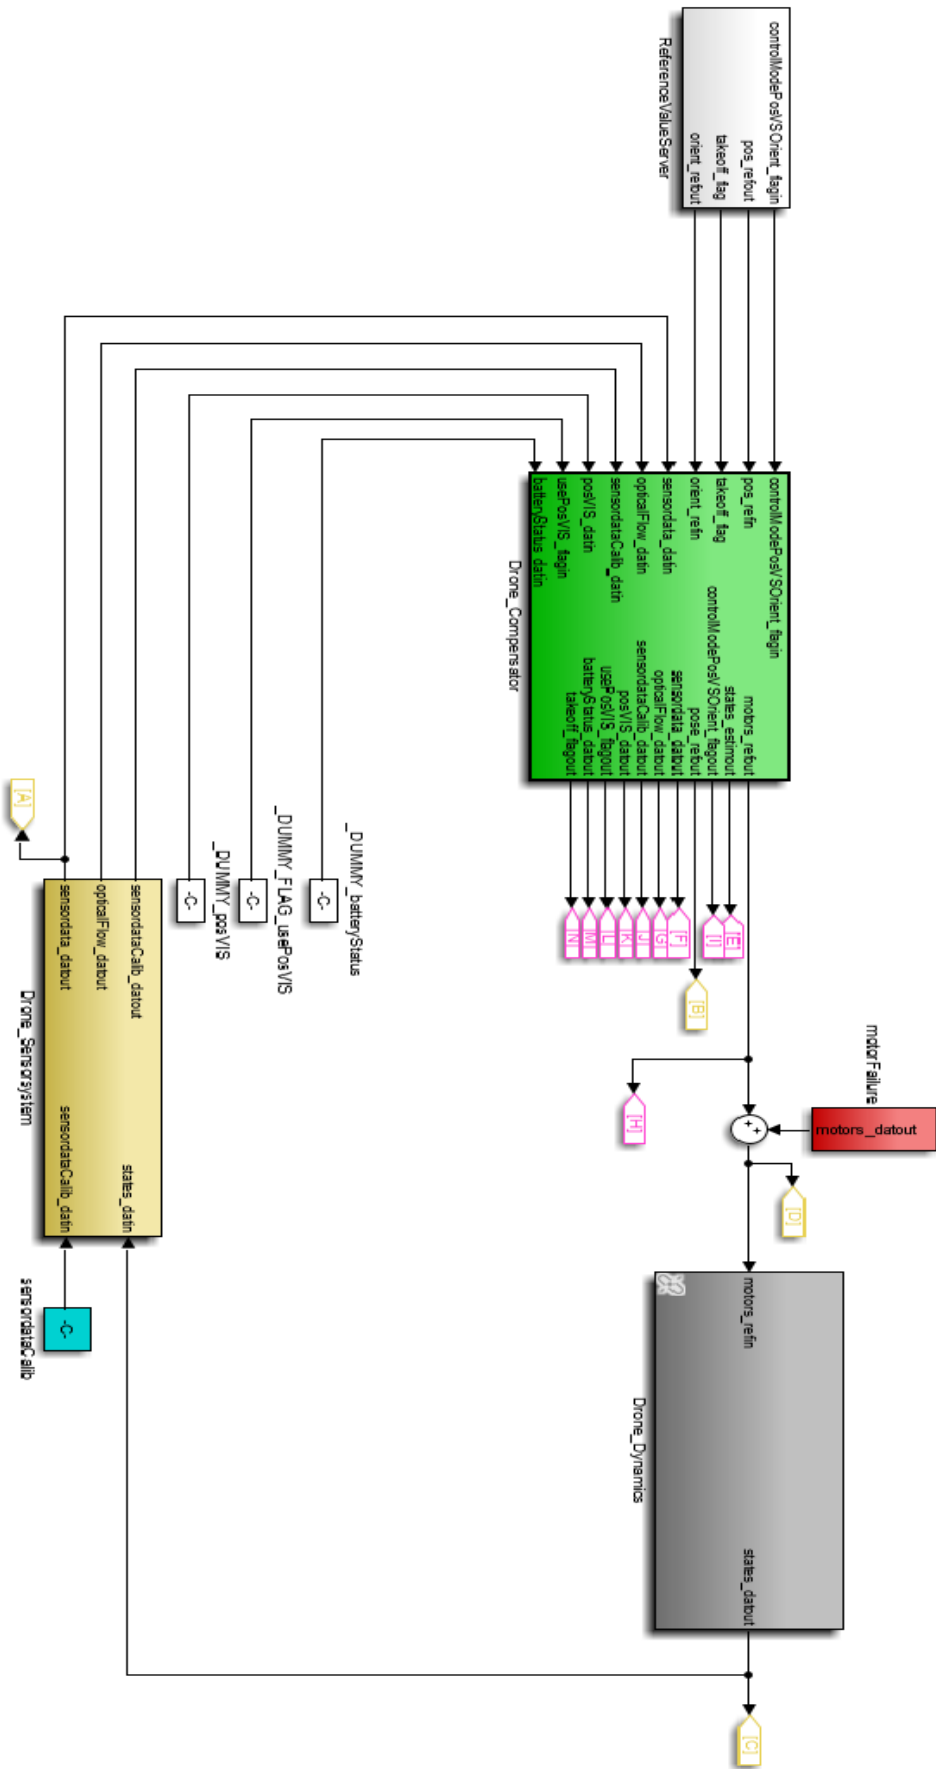 controlModePosVSOrient_flagin
pos_refout
takeoff_flag
orient_refout
ReferenceValueServer
controlModePosVSOrient_flagin
pos_refin
takeoff_flag
orient_refin
sensordata_datin
opticalFlow_datin
sensordataCalib_datin
posVIS_datin
usePosVIS_flagin
batteryStatus_datin
motors_refout
states_estimout
controlModePosVSOrient_flagout
pose_refout
sensordata_datout
opticalFlow_datout
sensordataCalib_datout
posVIS_datout
usePosVIS_flagout
batteryStatus_datout
takeoff_flagout
Drone_Compensator
[E]
[I]
[B]
[F]
[G]
[J]
[K]
[L]
[M]
[N]
[H]
motorFailure
motors_datout
++
[D]
motors_refin
states_datout
Drone_Dynamics
[C]
_DUMMY_batteryStatus
-C-
_DUMMY_FLAG_usePosVIS
-C-
_DUMMY_posVIS
-C-
sensordataCalib_datout
opticalFlow_datout
sensordata_datout
states_datin
sensordataCalib_datin
Drone_Sensorsystem
[A]
-C-
sensordataCalib